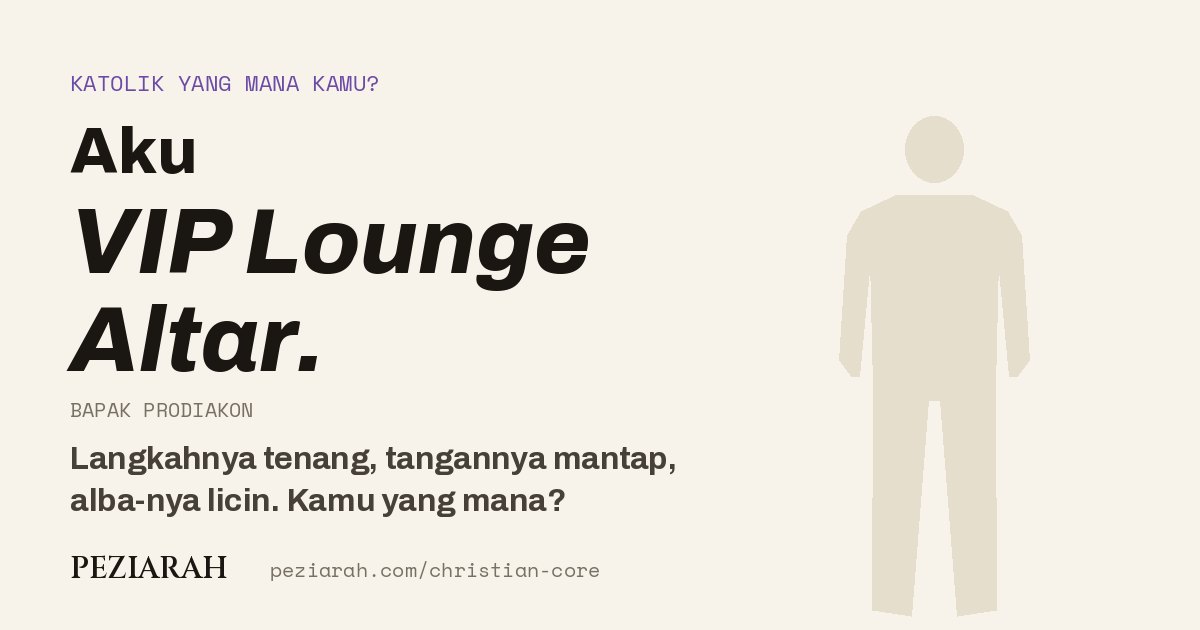 KATOLIK YANG MANA KAMU?
Aku
VIP Lounge
Altar.
BAPAK PRODIAKON
Langkahnya tenang, tangannya mantap,
alba-nya licin. Kamu yang mana?
PEZIARAH peziarah.com/christian-core